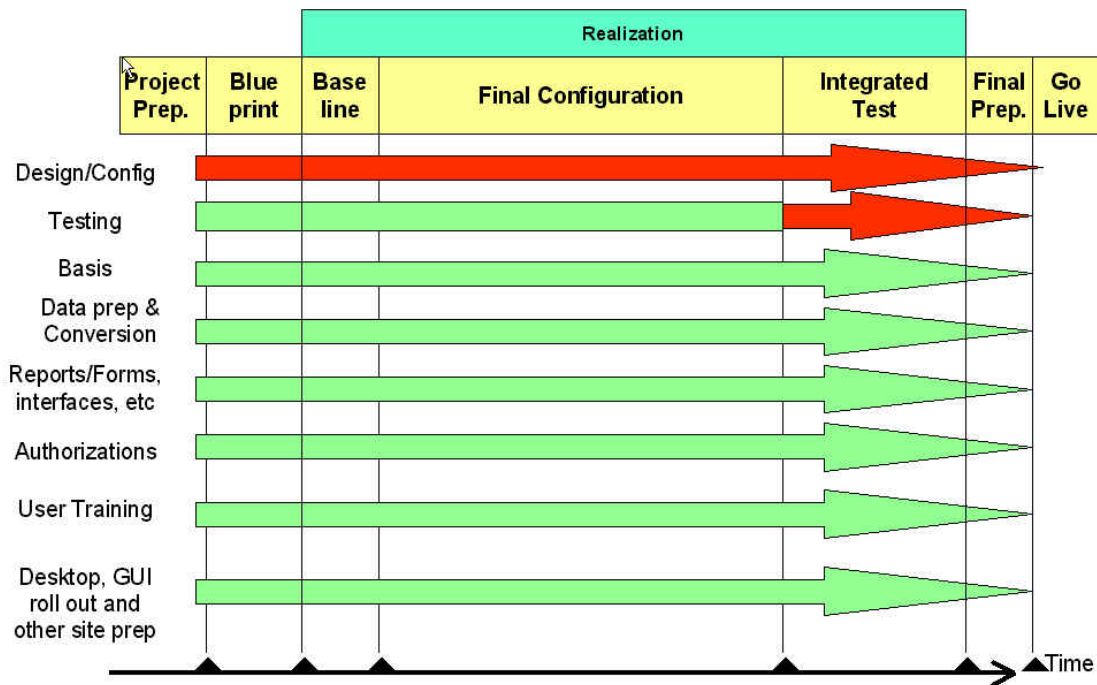 Realization
Project
Prep.
Blue
print
Base
line
Final Configuration
Integrated
Test
Final
Prep.
Go
Live
Design/Config
Testing
Basis
Data prep &
Conversion
Reports/Forms,
interfaces, etc
Authorizations
User Training
Desktop, GUI
roll out and
other site prep
Time